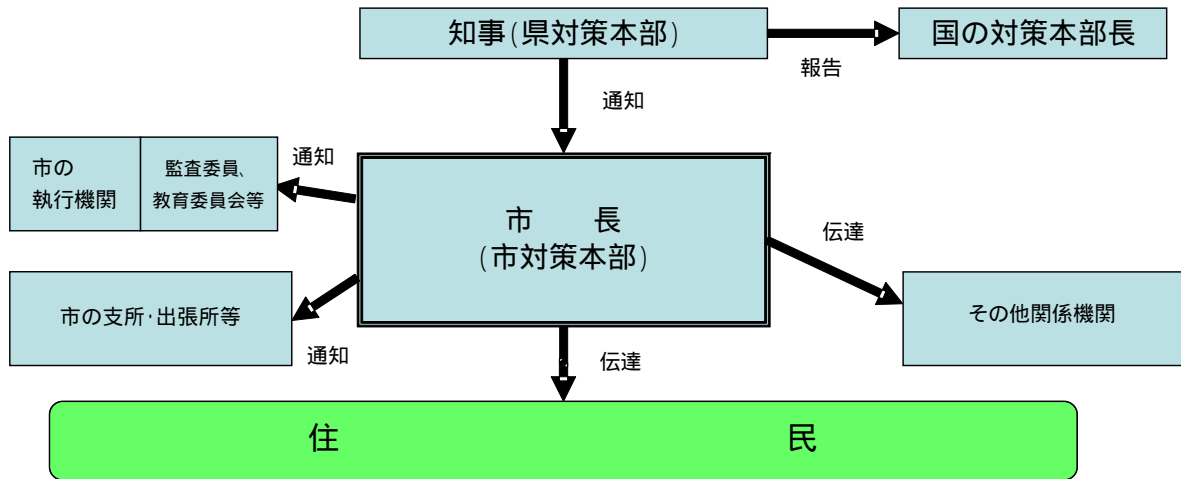 知事(県対策本部)
国の対策本部長
報告
通知
市の
執行機関
監査委員、
教育委員会等
通知
市　　長
(市対策本部)
伝達
市の支所・出張所等
通知
その他関係機関
伝達
住　　民